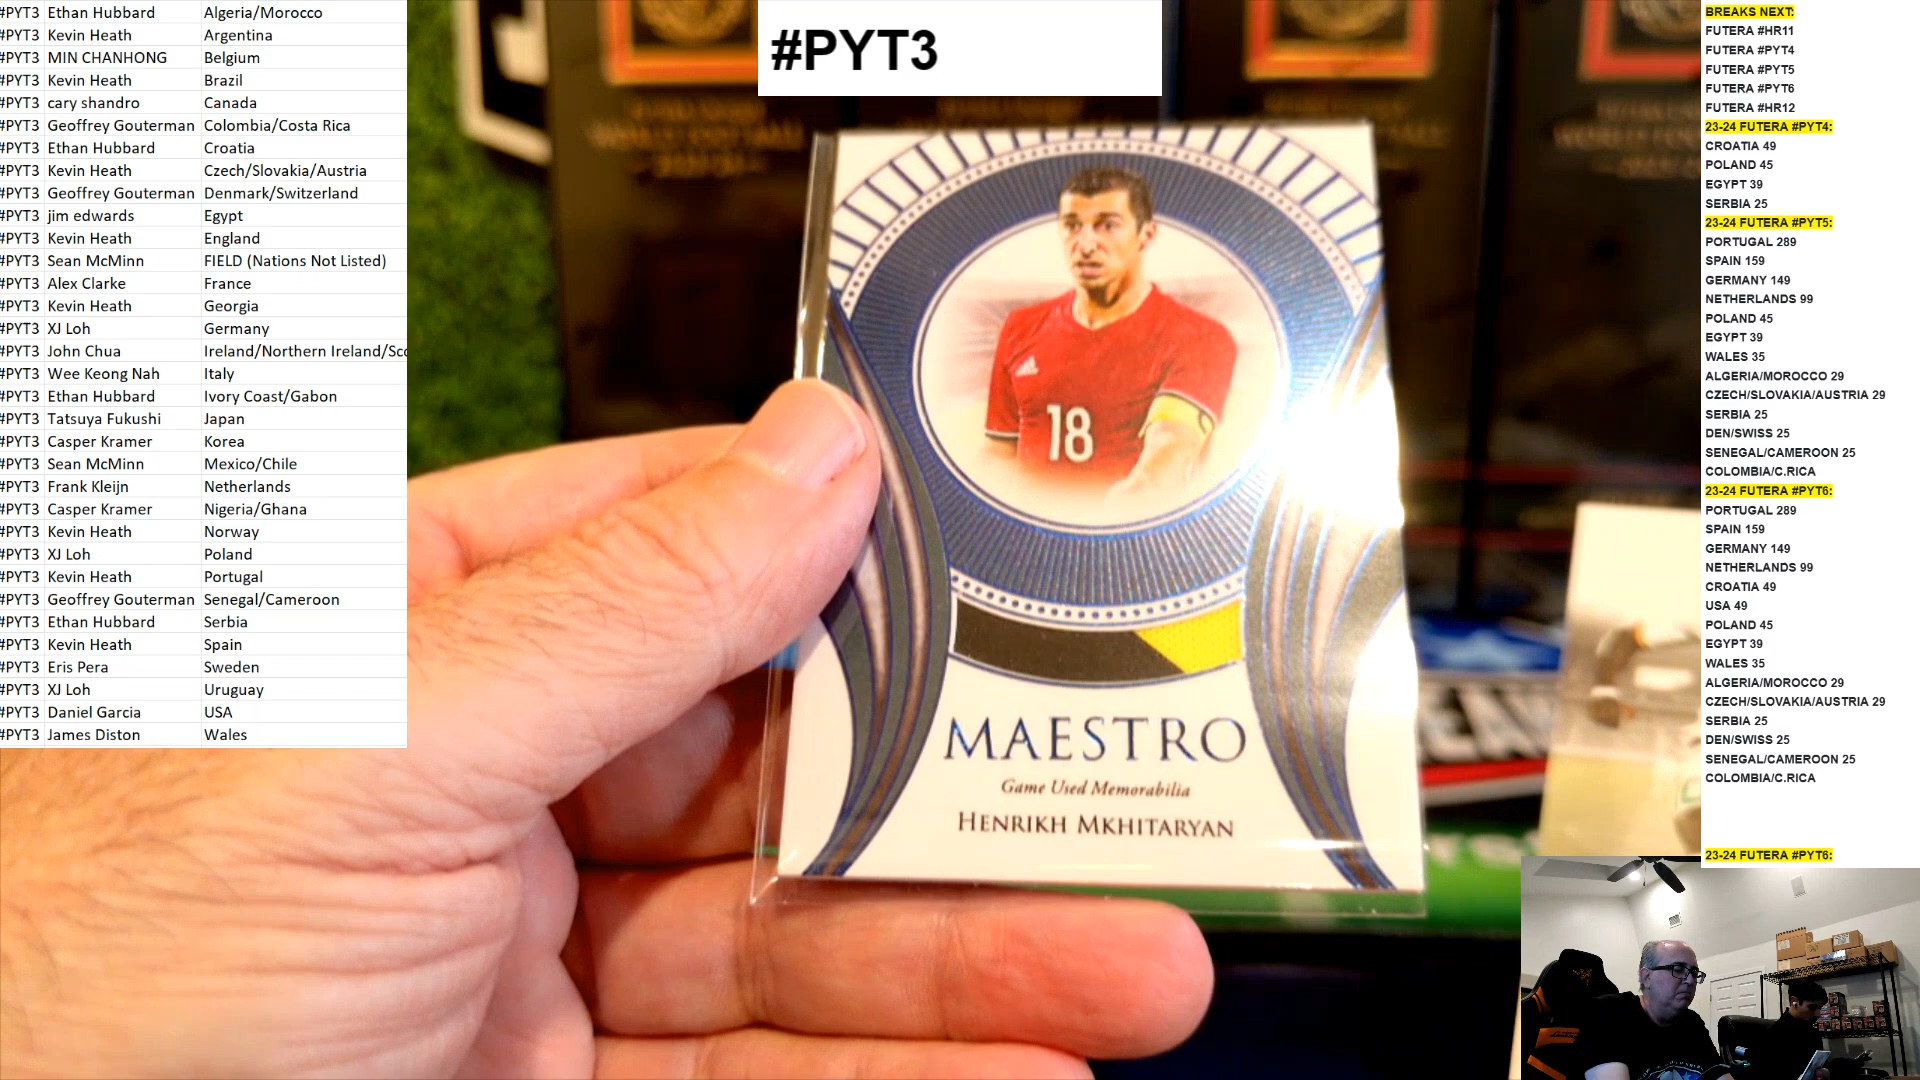 #PYT3 Ethan Hubbard Algeria/Morocco
#PYT3 Kevin Heath Argentina
#PYT3 MIN CHANHONG Belgium
#PYT3 Kevin Heath Brazil
#PYT3 cary shandro Canada
#PYT3 Geoffrey Gouterman Colombia/Costa Rica
#PYT3 Ethan Hubbard Croatia
#PYT3 Kevin Heath Czech/Slovakia/Austria
#PYT3 Geoffrey Gouterman Denmark/Switzerland
#PYT3 jim edwards Egypt
#PYT3 Kevin Heath England
#PYT3 Sean McMinn FIELD (Nations Not Listed)
#PYT3 Alex Clarke France
#PYT3 Kevin Heath Georgia
#PYT3 XJ Loh Germany
#PYT3 John Chua Ireland/Northern Ireland/Sco
#PYT3 Wee Keong Nah Italy
#PYT3 Ethan Hubbard Ivory Coast/Gabon
#PYT3 Tatsuya Fukushi Japan
#PYT3 Casper Kramer Korea
#PYT3 Sean McMinn Mexico/Chile
#PYT3 Frank Kleijn Netherlands
#PYT3 Casper Kramer Nigeria/Ghana
#PYT3 Kevin Heath Norway
#PYT3 XJ Loh Poland
#PYT3 Kevin Heath Portugal
#PYT3 Geoffrey Gouterman Senegal/Cameroon
#PYT3 Ethan Hubbard Serbia
#PYT3 Kevin Heath Spain
#PYT3 Eris Pera Sweden
#PYT3 XJ Loh Uruguay
#PYT3 Daniel Garcia USA
#PYT3 James Diston Wales
#PYT3
18
MAESTRO
Game Used Memorabilia
HENRIKH MKHITARYAN
BREAKS NEXT:
FUTERA #HR11
FUTERA #PYT4
FUTERA #PYT5
FUTERA #PYT6
FUTERA #HR12
23-24 FUTERA #PYT4:
CROATIA 49
POLAND 45
EGYPT 39
SERBIA 25
23-24 FUTERA #PYT5:
PORTUGAL 289
SPAIN 159
GERMANY 149
NETHERLANDS 99
POLAND 45
EGYPT 39
WALES 35
ALGERIA/MOROCCO 29
CZECH/SLOVAKIA/AUSTRIA 29
SERBIA 25
DEN/SWISS 25
SENEGAL/CAMEROON 25
COLOMBIA/C.RICA
23-24 FUTERA #PYT6:
PORTUGAL 289
SPAIN 159
GERMANY 149
NETHERLANDS 99
CROATIA 49
USA 49
POLAND 45
EGYPT 39
WALES 35
ALGERIA/MOROCCO 29
CZECH/SLOVAKIA/AUSTRIA 29
SERBIA 25
DEN/SWISS 25
SENEGAL/CAMEROON 25
COLOMBIA/C.RICA
23-24 FUTERA #PYT6: